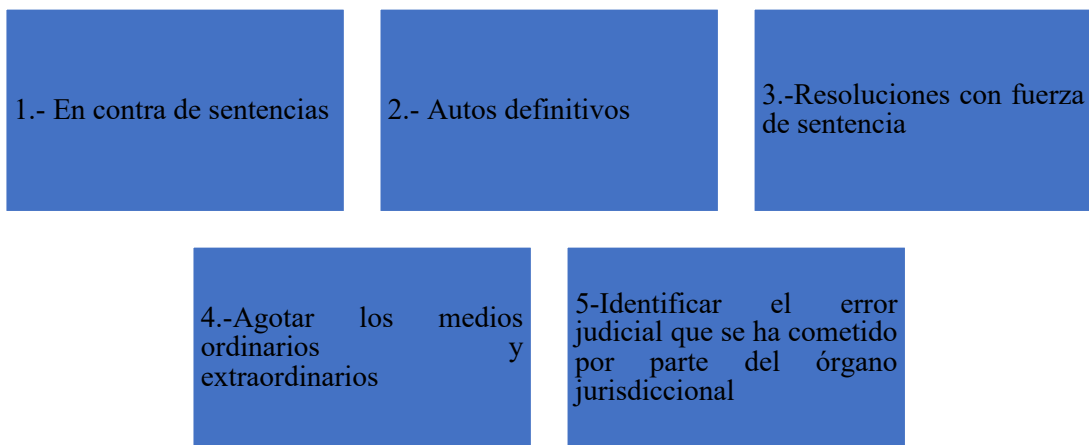 1.- En contra de sentencias
2.- Autos definitivos
3.-Resoluciones con fuerza
de sentencia
4.-Agotar los medios
ordinarios y
extraordinarios
5-Identificar el error
judicial que se ha cometido
por parte del órgano
jurisdiccional